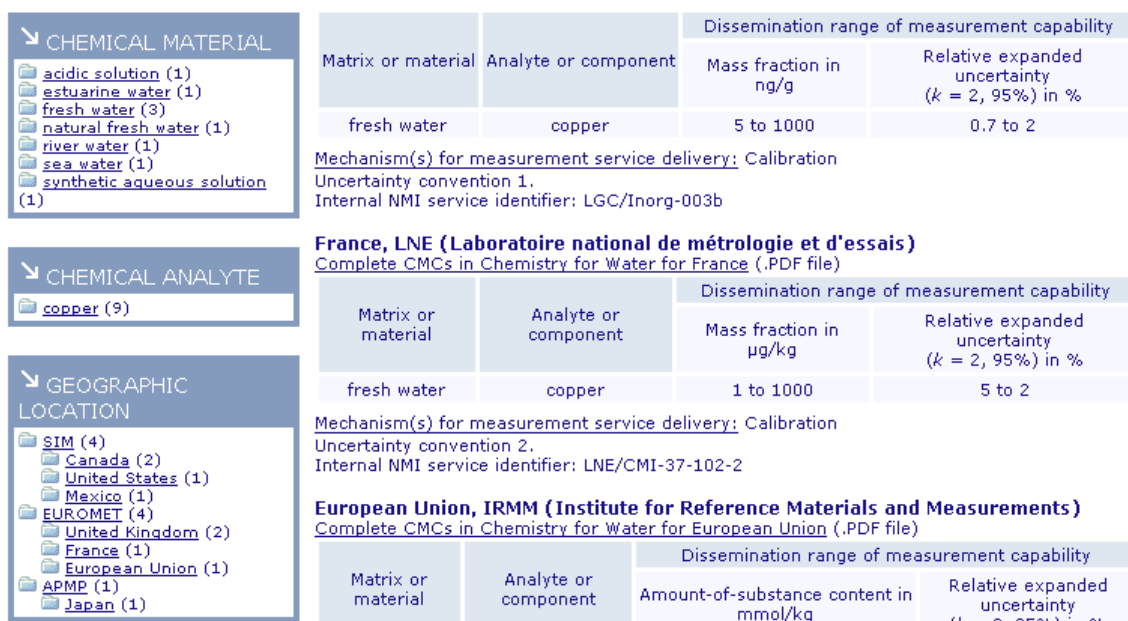 CHEMICAL MATERIAL
acidic solution (1)
estuarine water (1)
fresh water (3)
natural fresh water (1)
river water (1)
sea water (1)
synthetic aqueous solution
(1)
CHEMICAL ANALYTE
copper (9)
GEOGRAPHIC
LOCATION
SIM (4)
Canada (2)
United States (1)
Mexico (1)
EUROMET (4)
United Kingdom (2)
France (1)
European Union (1)
APMP (1)
Japan (1)
Dissemination range of measurement capability
Matrix or material Analyte or component
Mass fraction in
ng/g
Relative expanded
uncertainty
(k = 2, 95%) in %
fresh water copper 5 to 1000 0.7 to 2
Mechanism(s) for measurement service delivery: Calibration
Uncertainty convention 1.
Internal NMI service identifier: LGC/Inorg-003b
France, LNE (Laboratoire national de métrologie et d'essais)
Complete CMCs in Chemistry for Water for France (.PDF file)
Dissemination range of measurement capability
Matrix or
material
Analyte or
component
Mass fraction in
µg/kg
Relative expanded
uncertainty
(k = 2, 95%) in %
fresh water copper 1 to 1000 5 to 2
Mechanism(s) for measurement service delivery: Calibration
Uncertainty convention 2.
Internal NMI service identifier: LNE/CMI-37-102-2
European Union, IRMM (Institute for Reference Materials and Measurements)
Complete CMCs in Chemistry for Water for European Union (.PDF file)
Dissemination range of measurement capability
Matrix or
material
Analyte or
component
Amount-of-substance content in
mmol/kg
Relative expanded
uncertainty